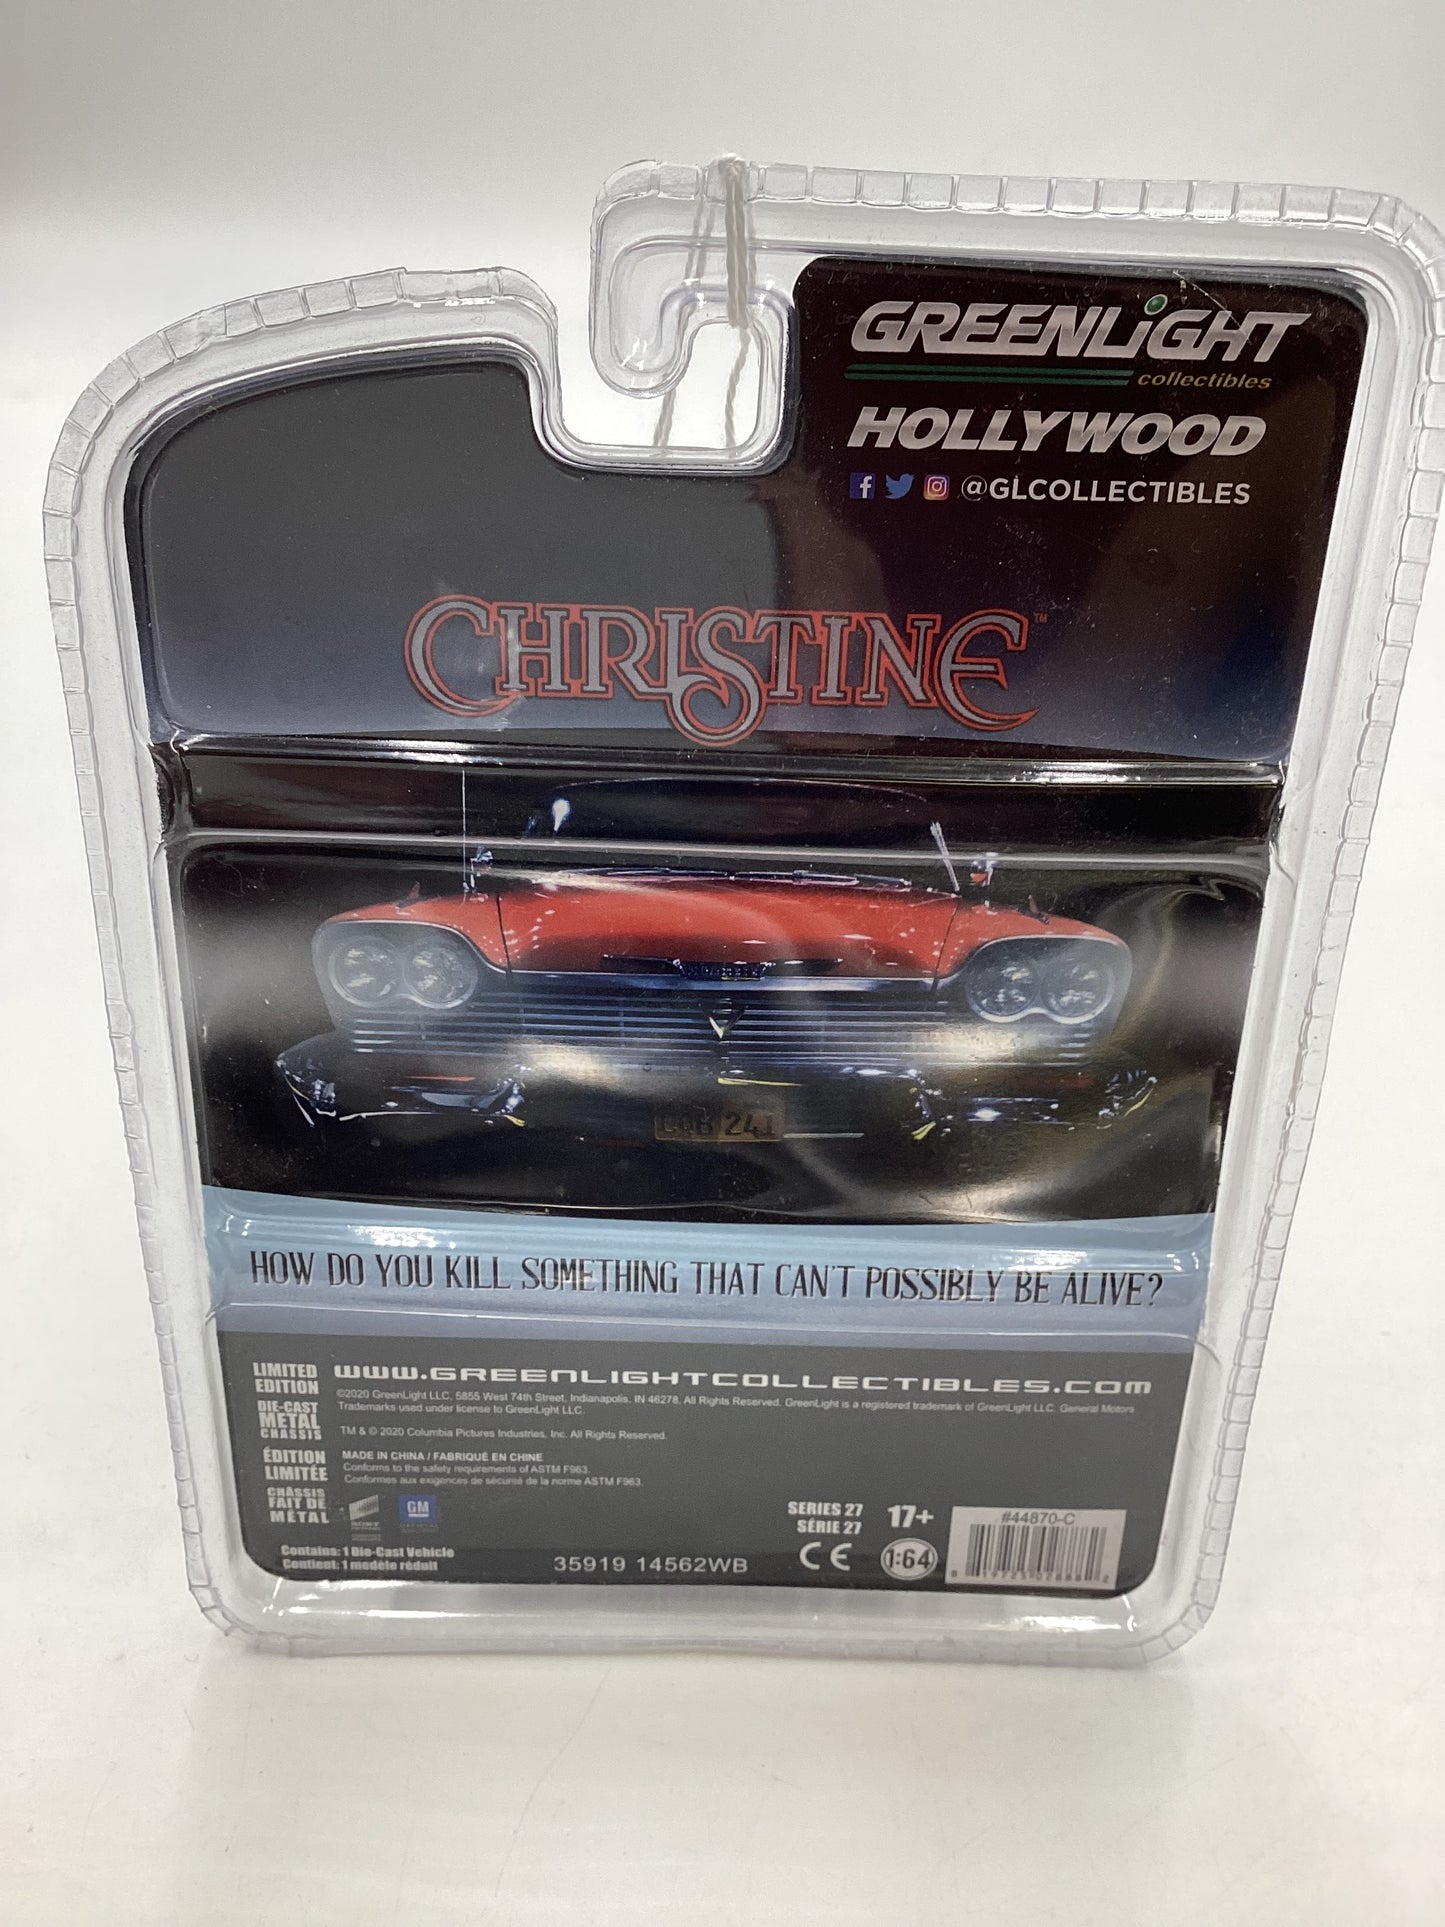 GREENLiGHT
collectibles
HOLLYWOOD
@GLCOLLECTIBLES
CHRISTINE™
241
HOW DO YOU KILL SOMETHING THAT CAN'T POSSIBLY BE ALIVE?
LIMITED EDITION
DIE-CAST METAL CHASSIS
ÉDITION LIMITÉE
CHÂSSIS FAIT DE MÉTAL
www.GREENLIGHTCOLLECTIBLES.com
©2020 GreenLight LLC, 5855 West 74th Street, Indianapolis, IN 46278. All Rights Reserved. GreenLight is a registered trademark of GreenLight LLC. General Motors
Trademarks used under license to GreenLight LLC.
TM & © 2020 Columbia Pictures Industries, Inc. All Rights Reserved.
MADE IN CHINA / FABRIQUÉ EN CHINE
Conforms to the safety requirements of ASTM F963.
Conformes aux exigences de sécurité de la norme ASTM F963.
SONY
GM
Contains: 1 Die-Cast Vehicle
Contient: 1 modèle réduit
35919 14562WB
SERIES 27
SÉRIE 27
17+
CE
1:64
#44870-C